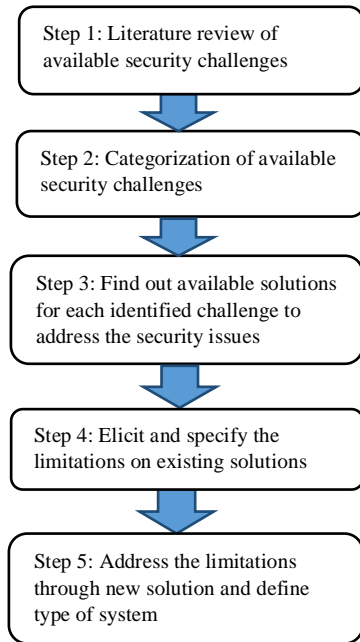 Step 1: Literature review of
available security challenges
Step 2: Categorization of available
security challenges
Step 3: Find out available solutions
for each identified challenge to
address the security issues
Step 4: Elicit and specify the
limitations on existing solutions
Step 5: Address the limitations
through new solution and define
type of system